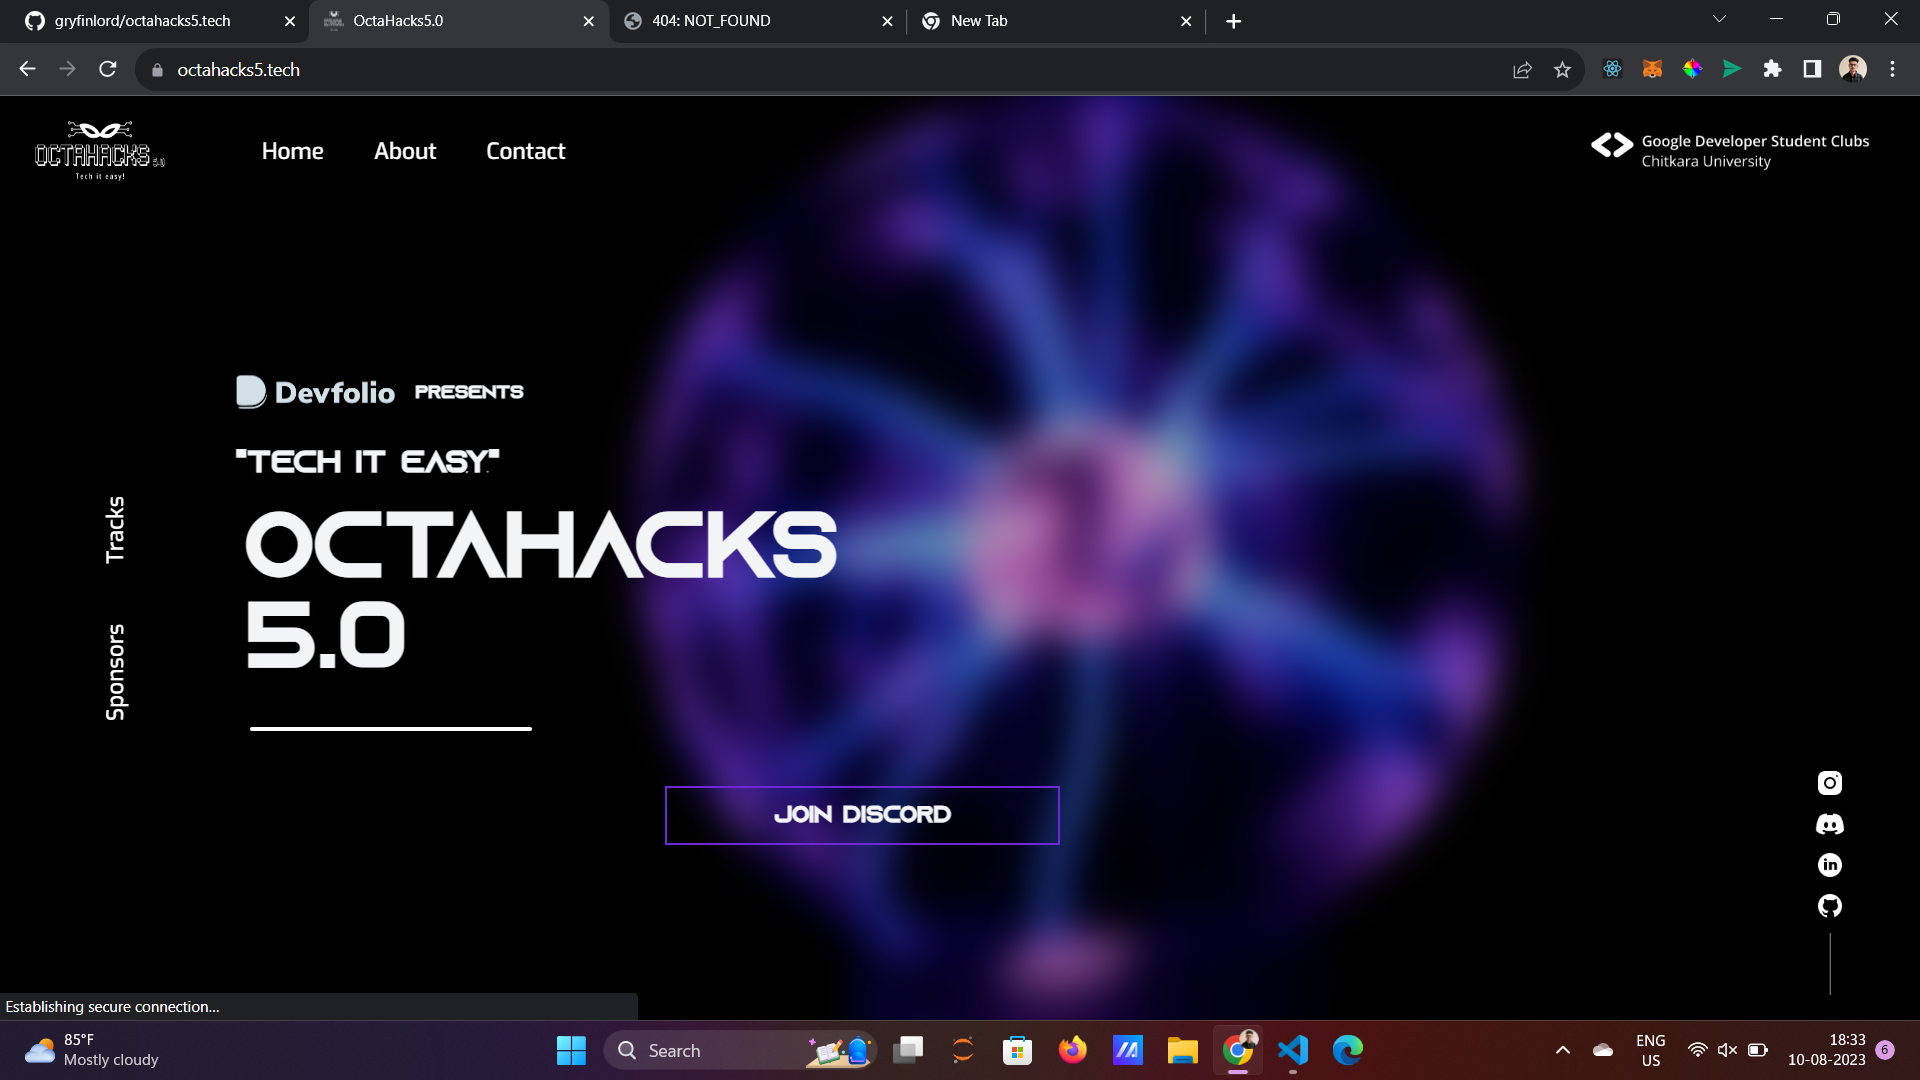 gryfinlord/octahacks5.tech
OctaHacks5.0
404: NOT_FOUND
New Tab
octahacks5.tech
OCTAHACKS 5.0
Tech it easy!
Home
About
Contact
Google Developer Student Clubs
Chitkara University
Devfolio PRESENTS
"TECH IT EASY"
OCTAHACKS
5.0
Tracks
Sponsors
JOIN DISCORD
in
Establishing secure connection...
85°F
Mostly cloudy
Search
ENG
US
18:33
10-08-2023
6